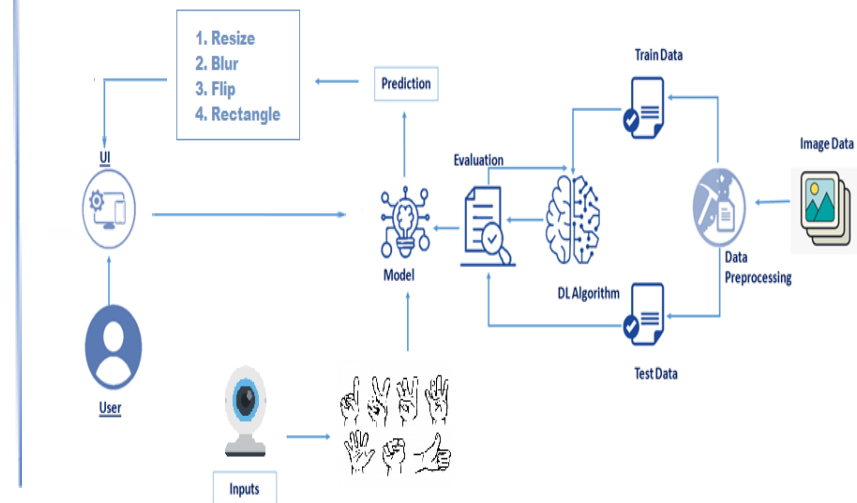 1. Resize
2. Blur
3. Flip
4. Rectangle
Prediction
Train Data
Image Data
UI
Evaluation
Model
DL Algorithm
Data
Preprocessing
User
Test Data
Inputs